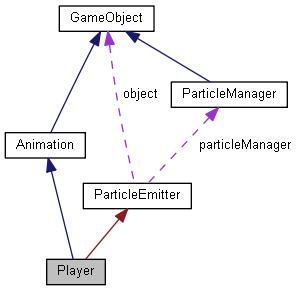 GameObject
object
ParticleManager
Animation
particleManager
ParticleEmitter
Player